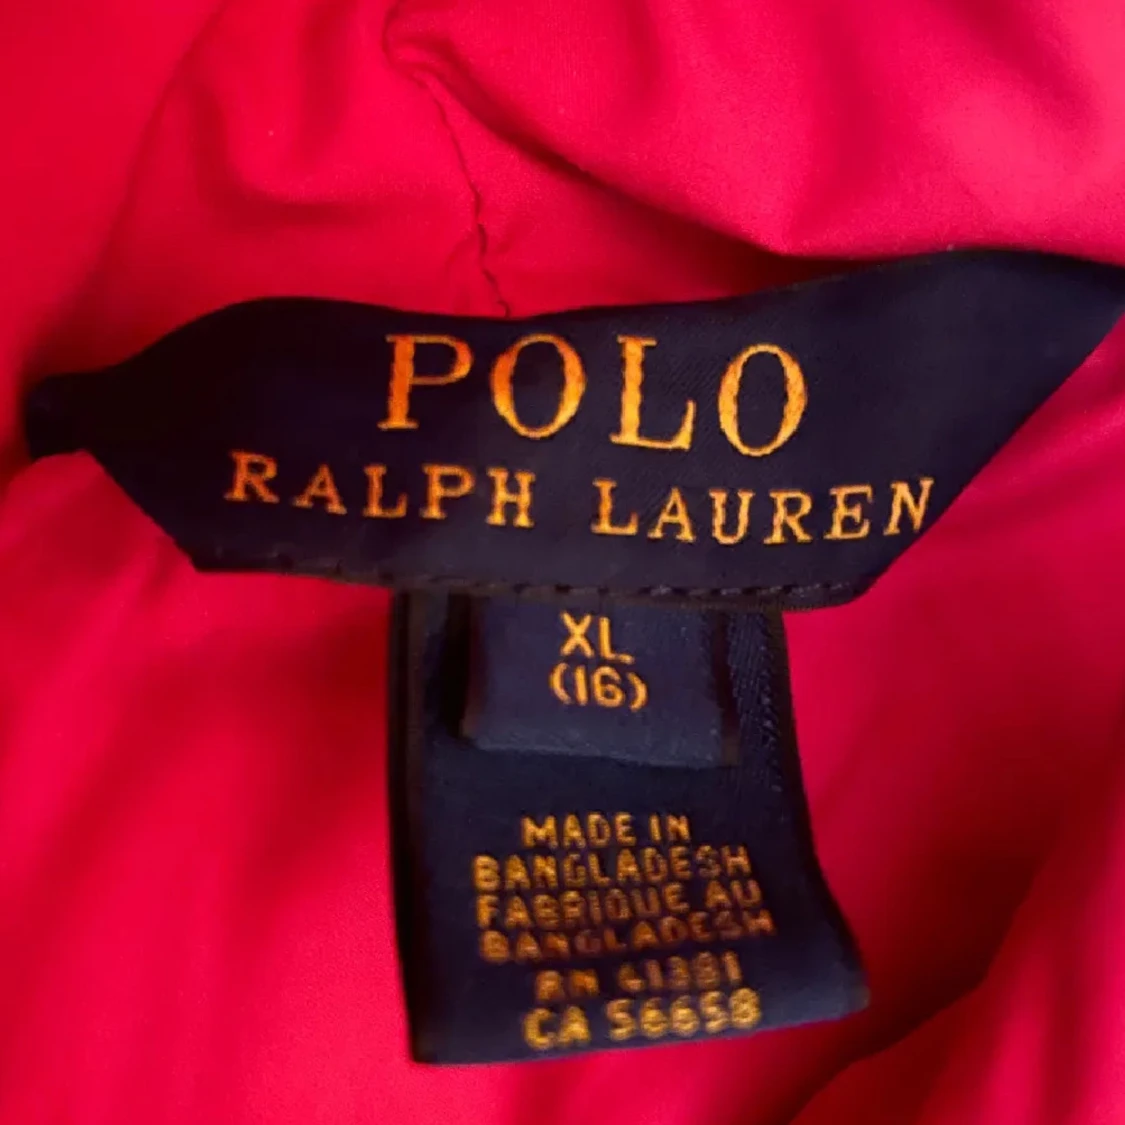 POLO
RALPH LAUREN
XL
(16)
MADE IN
BANGLADESH
FABRIQUE AU
BANGLADESH
RN 41381
CA 56658